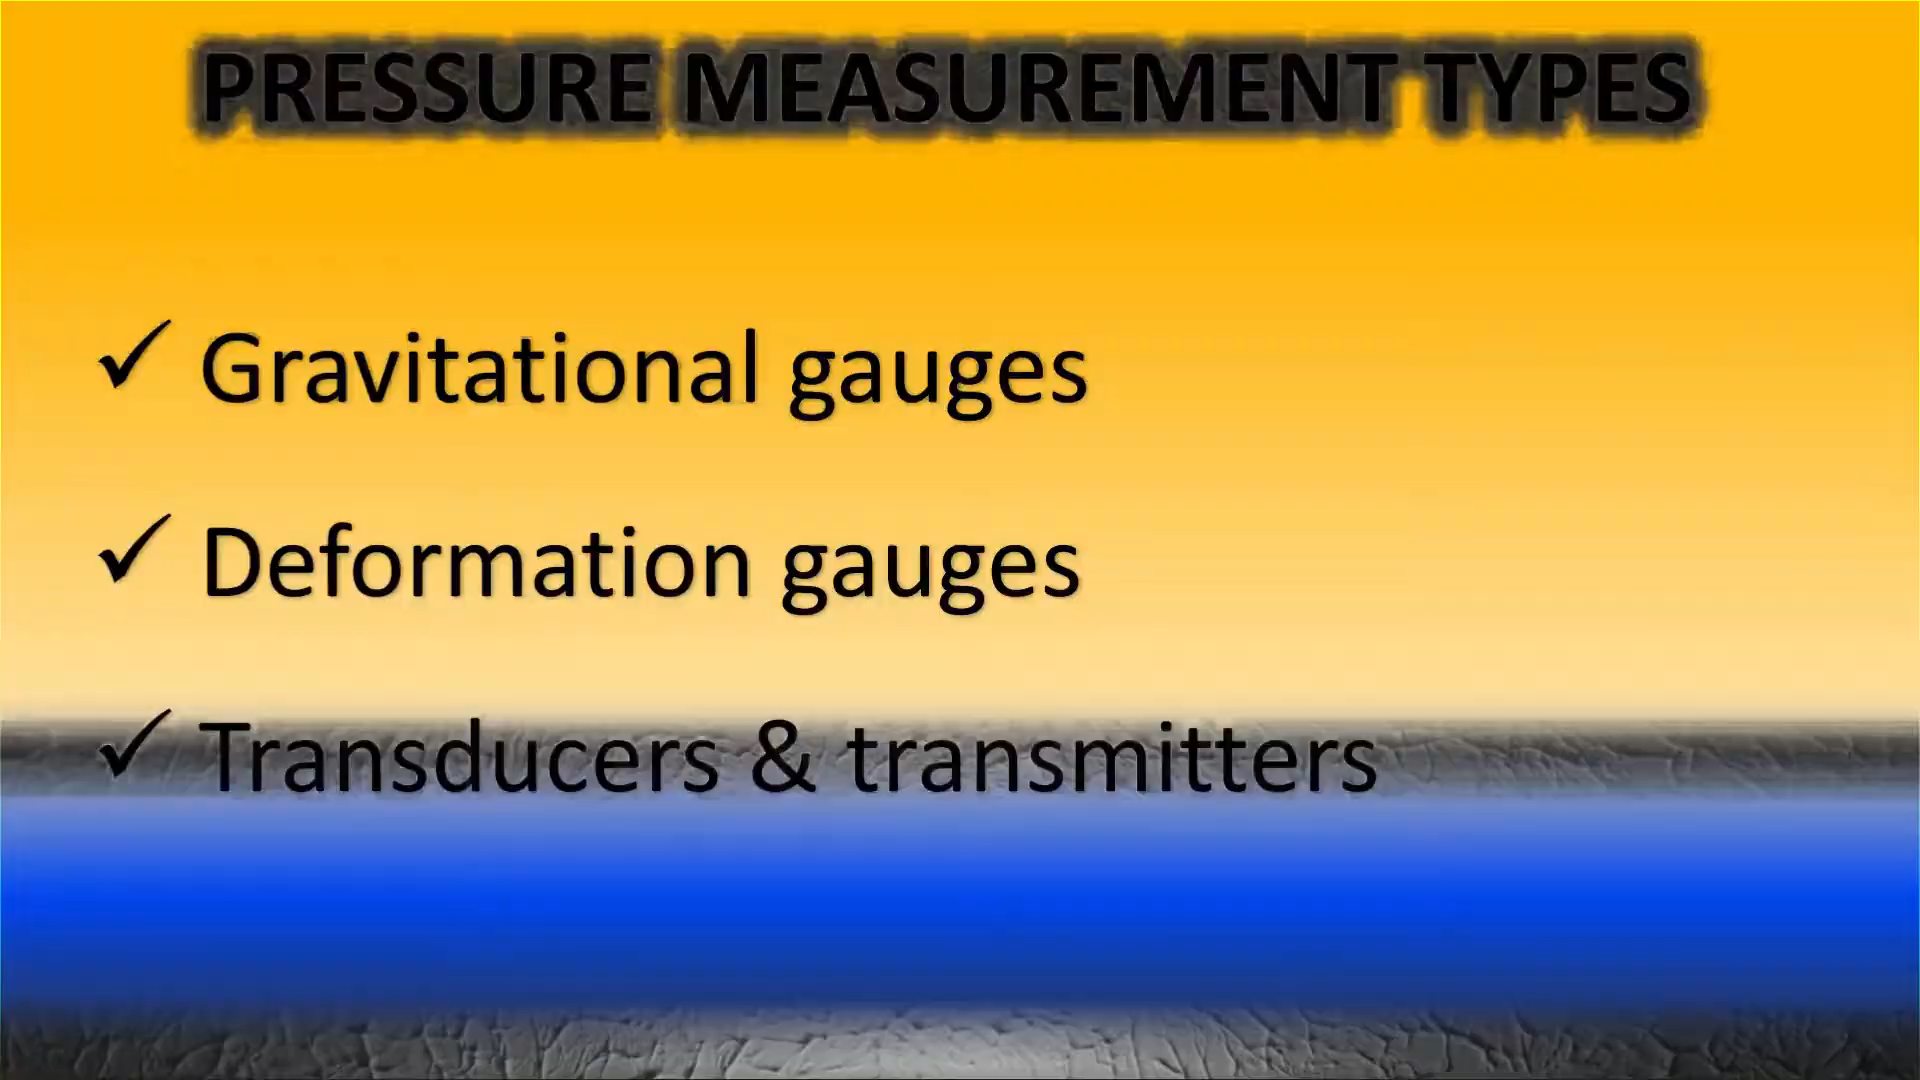 PRESSURE MEASUREMENT TYPES
✓ Gravitational gauges
✓ Deformation gauges
✓ Transducers & transmitters